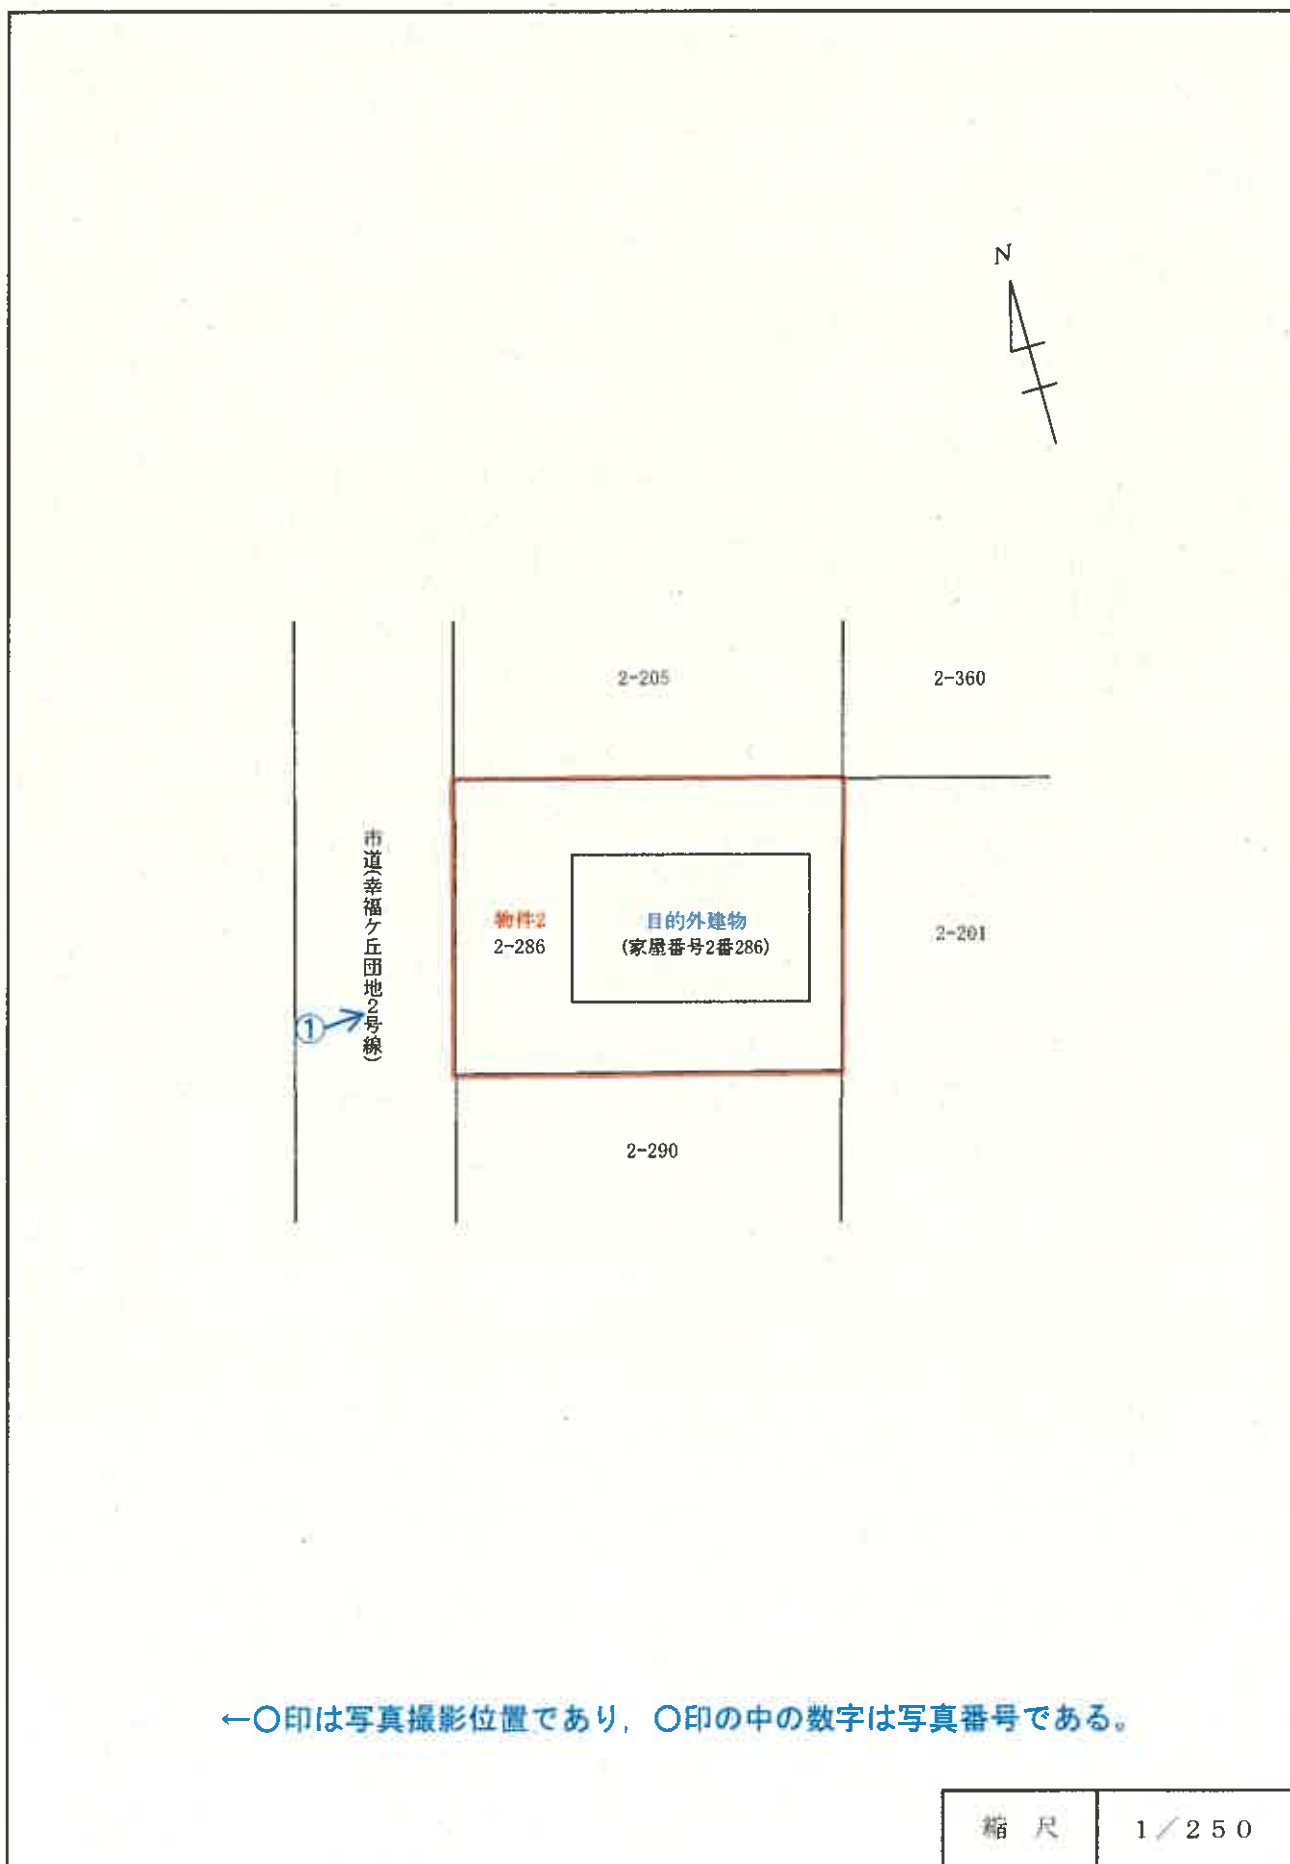 N
2-205
2-360
市道(幸福ケ丘団地2号線)
物件2
2-286
目的外建物
(家屋番号2番286)
2-201
①
2-290
←○印は写真撮影位置であり，○印の中の数字は写真番号である。
縮尺 1／250